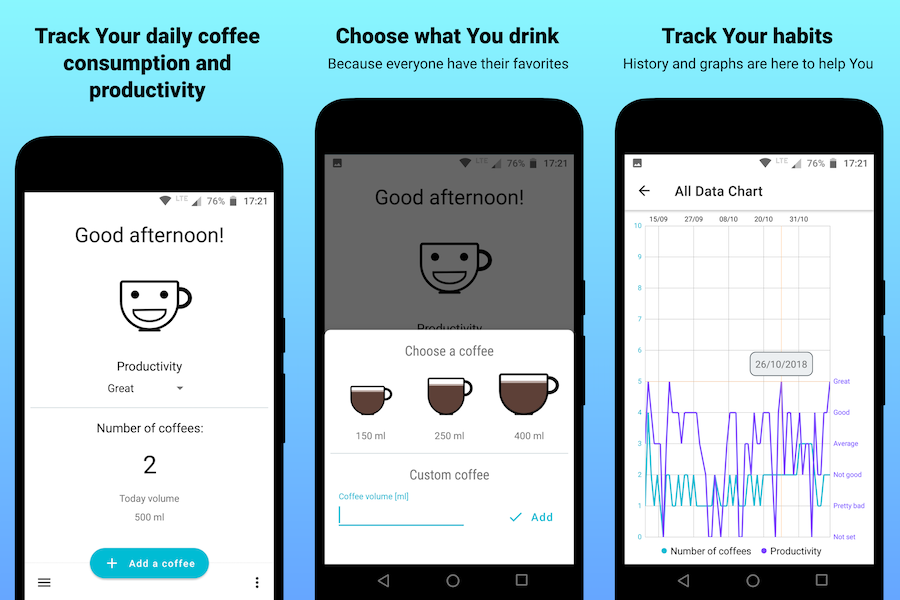 Track Your daily coffee
consumption and
productivity
LTE 76% 17:21
Good afternoon!
Productivity
Great
Number of coffees:
2
Today volume
500 ml
+ Add a coffee
Choose what You drink
Because everyone have their favorites
LTE 76% 17:21
Good afternoon!
Productivity
Choose a coffee
150 ml 250 ml 400 ml
Custom coffee
Coffee volume [ml]
Add
Track Your habits
History and graphs are here to help You
LTE 76% 17:21
All Data Chart
15/09 27/09 08/10 20/10 31/10
10
9
8
7
6
26/10/2018
5 Great
4 Good
3 Average
2 Not good
1 Pretty bad
0 Not set
Number of coffees Productivity